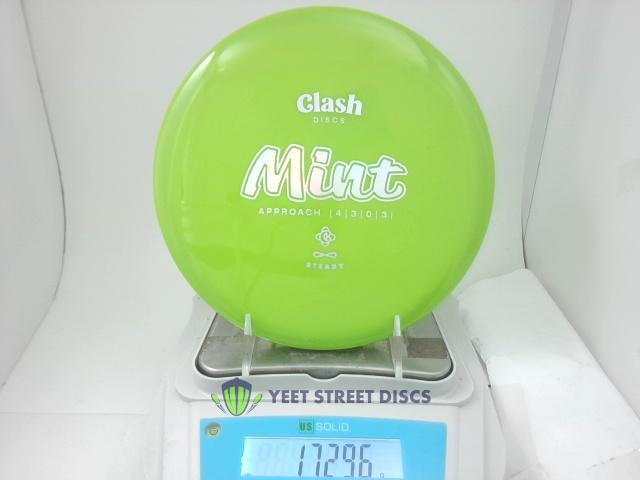 Clash
DISCS
Mint
APPROACH |4|3|0|3|
STEADY
YEET STREET DISCS
US SOLID
172.96 g